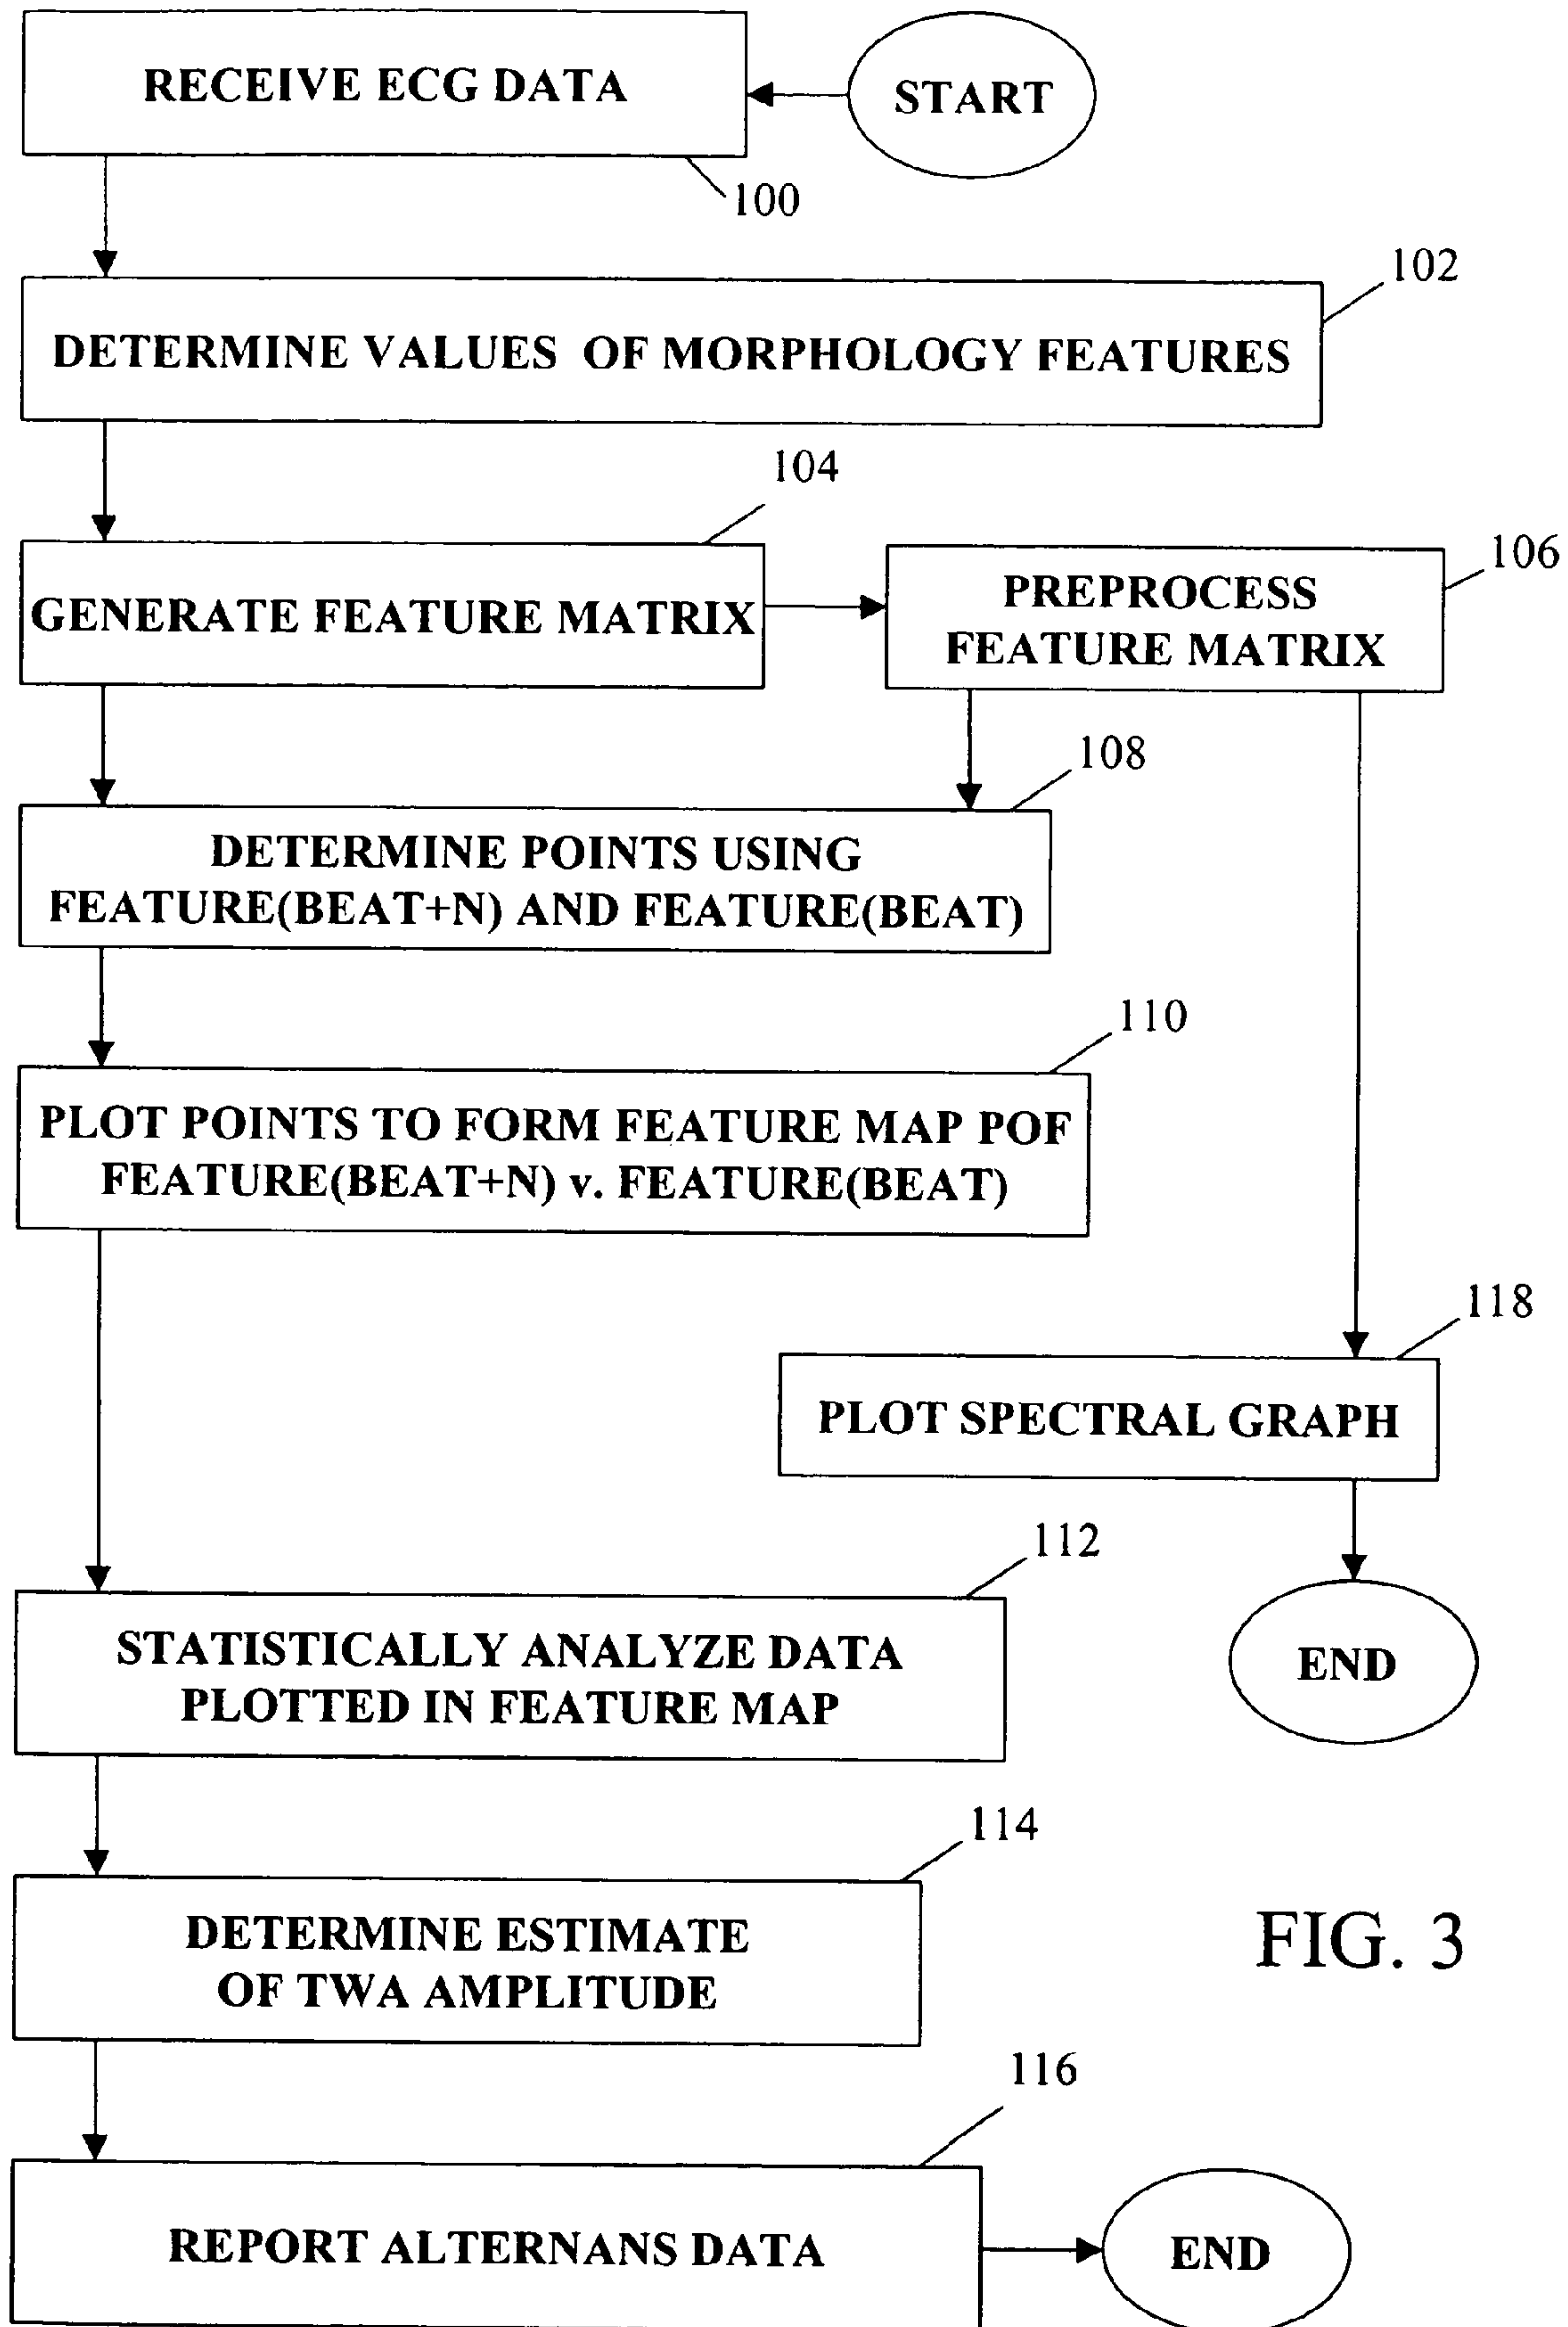 RECEIVE ECG DATA
START
100
102
DETERMINE VALUES OF MORPHOLOGY FEATURES
104
GENERATE FEATURE MATRIX
106
PREPROCESS
FEATURE MATRIX
108
DETERMINE POINTS USING
FEATURE(BEAT+N) AND FEATURE(BEAT)
110
PLOT POINTS TO FORM FEATURE MAP POF
FEATURE(BEAT+N) v. FEATURE(BEAT)
118
PLOT SPECTRAL GRAPH
112
STATISTICALLY ANALYZE DATA
PLOTTED IN FEATURE MAP
END
114
DETERMINE ESTIMATE
OF TWA AMPLITUDE
FIG. 3
116
REPORT ALTERNANS DATA
END